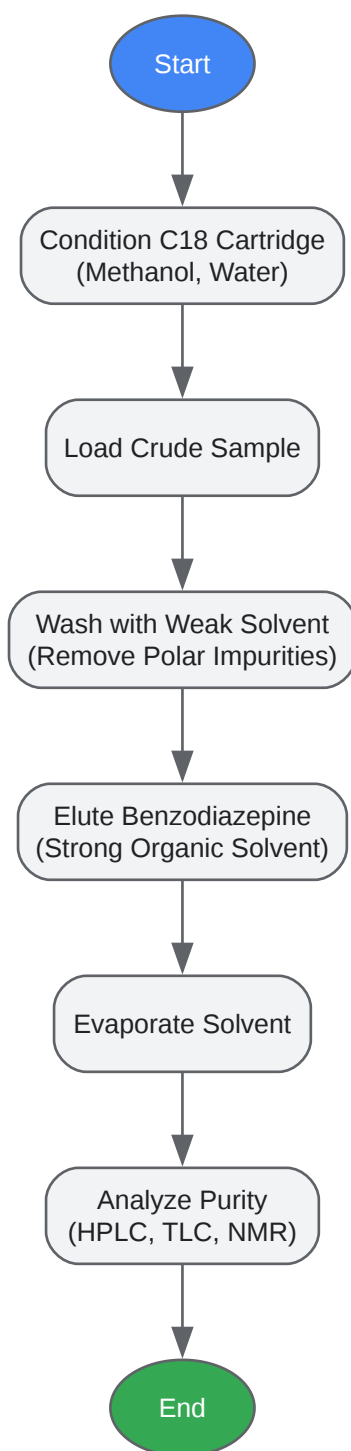 Start
Condition C18 Cartridge
(Methanol, Water)
Load Crude Sample
Wash with Weak Solvent
(Remove Polar Impurities)
Elute Benzodiazepine
(Strong Organic Solvent)
Evaporate Solvent
Analyze Purity
(HPLC, TLC, NMR)
End